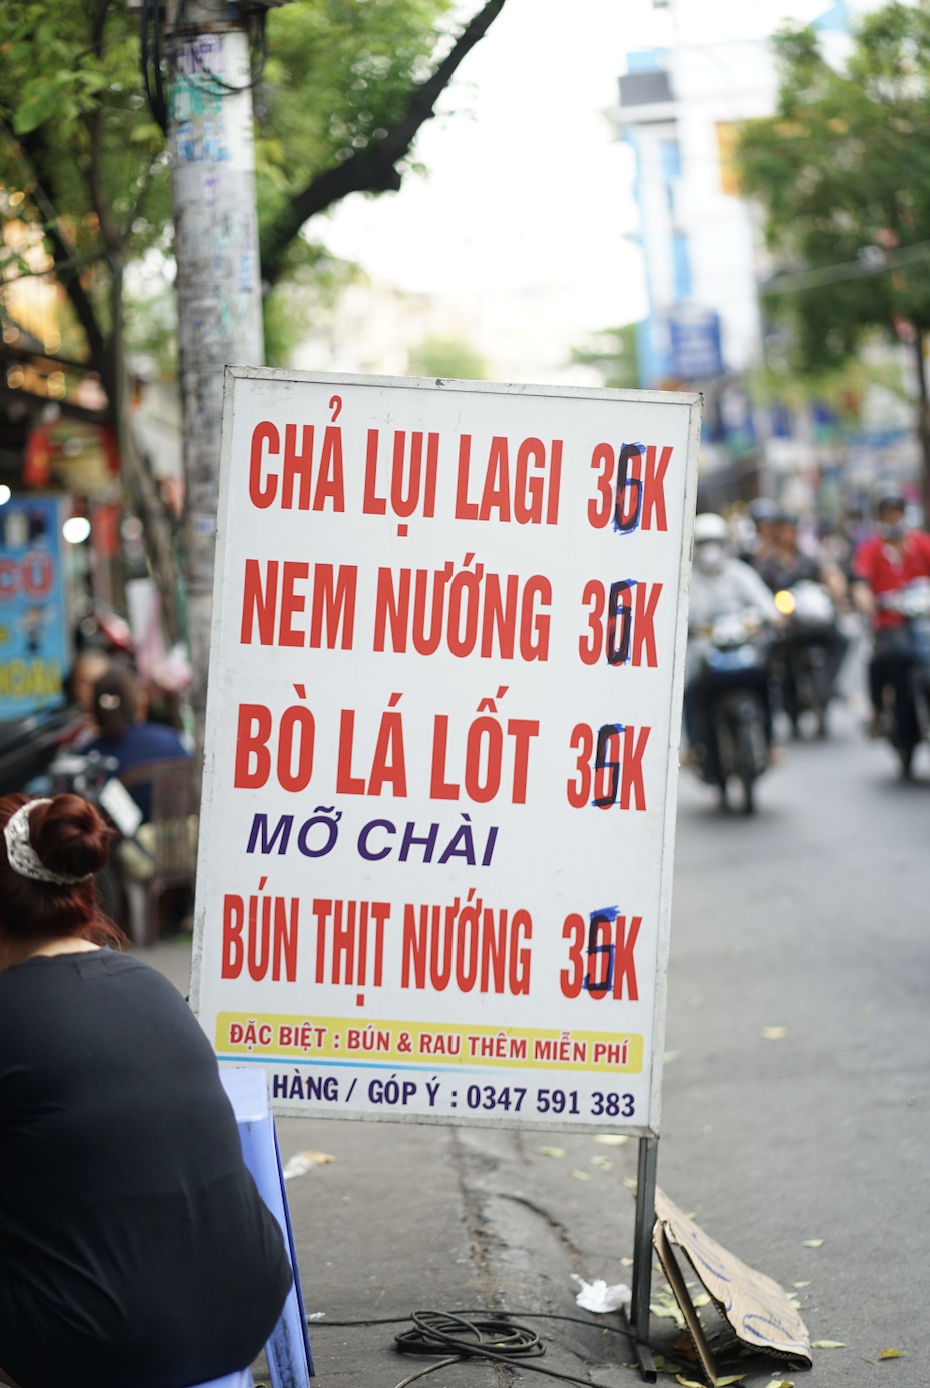 CHẢ LỤI LAGI 35K
NEM NƯỚNG 35K
BÒ LÁ LỐT 35K
MỠ CHÀI
BÚN THỊT NƯỚNG 35K
ĐẶC BIỆT : BÚN & RAU THÊM MIỄN PHÍ
HÀNG / GÓP Ý : 0347 591 383